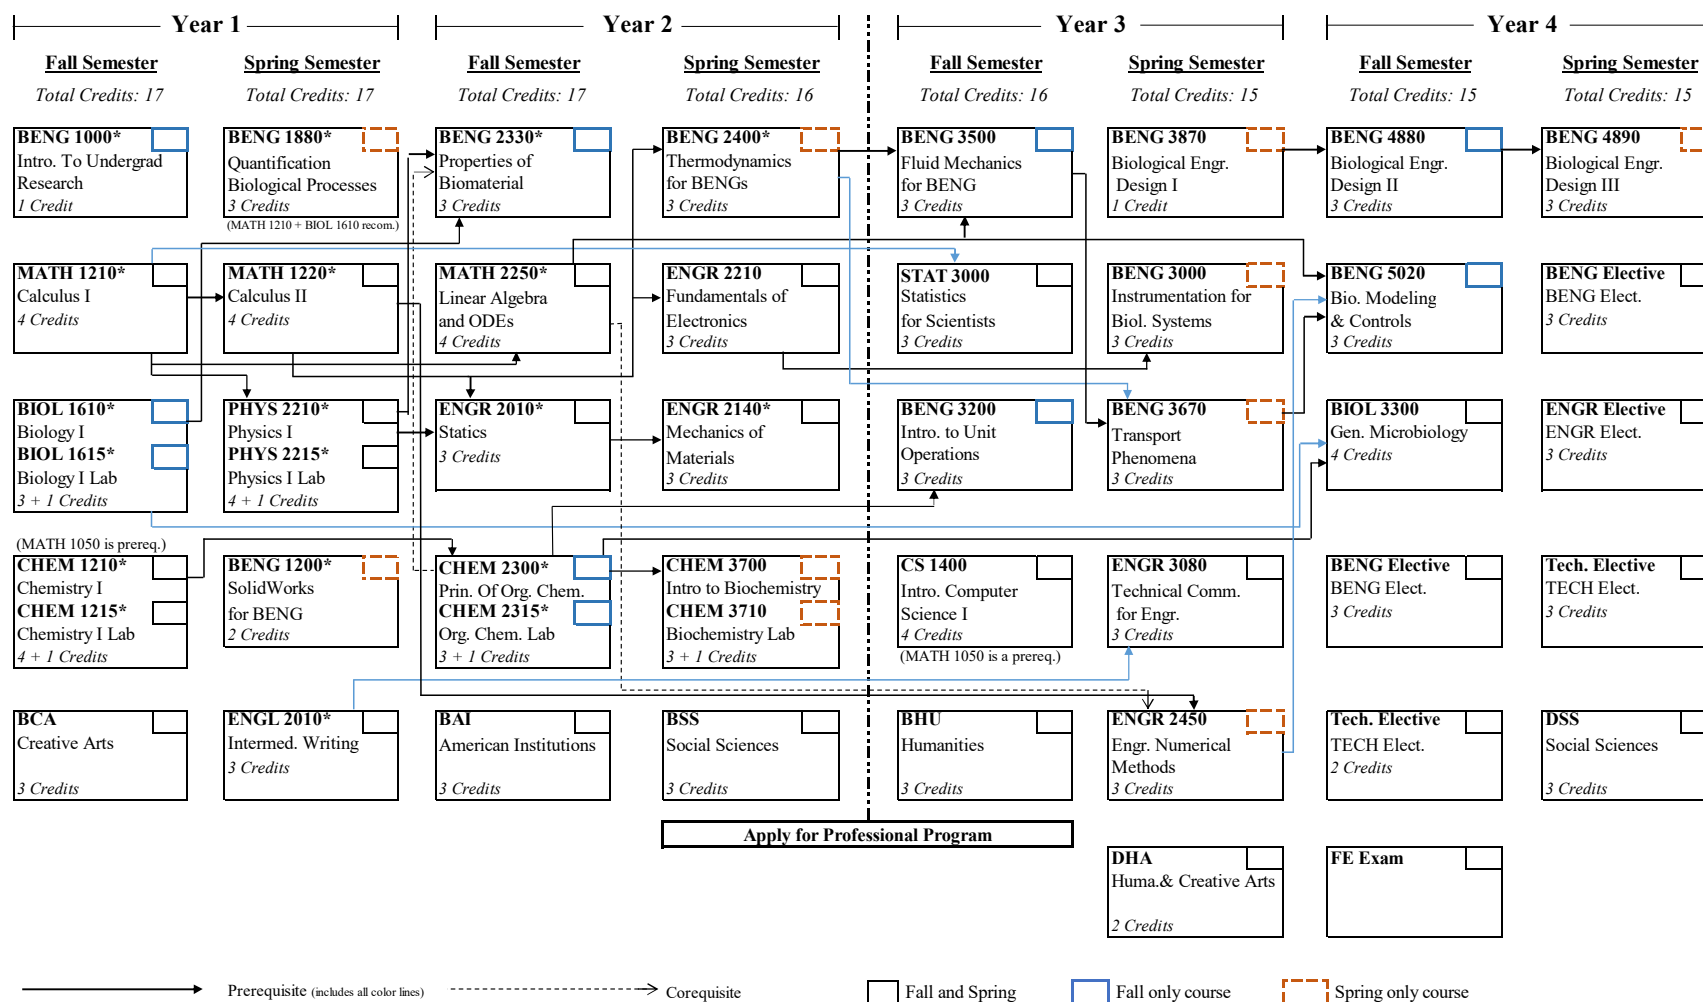 Year 1
Year 2
Year 3
Year 4
Fall Semester
Spring Semester
Fall Semester
Spring Semester
Fall Semester
Spring Semester
Fall Semester
Spring Semester
Total Credits: 17
Total Credits: 17
Total Credits: 17
Total Credits: 16
Total Credits: 16
Total Credits: 15
Total Credits: 15
Total Credits: 15
BENG 1000*
Intro. To Undergrad
Research
1 Credit
BENG 1880*
Quantification
Biological Processes
3 Credits
(MATH 1210 + BIOL 1610 recom.)
BENG 2330*
Properties of
Biomaterial
3 Credits
BENG 2400*
Thermodynamics
for BENGs
3 Credits
BENG 3500
Fluid Mechanics
for BENG
3 Credits
BENG 3870
Biological Engr.
Design I
1 Credit
BENG 4880
Biological Engr.
Design II
3 Credits
BENG 4890
Biological Engr.
Design III
3 Credits
MATH 1210*
Calculus I
4 Credits
MATH 1220*
Calculus II
4 Credits
MATH 2250*
Linear Algebra
and ODEs
4 Credits
ENGR 2210
Fundamentals of
Electronics
3 Credits
STAT 3000
Statistics
for Scientists
3 Credits
BENG 3000
Instrumentation for
Biol. Systems
3 Credits
BENG 5020
Bio. Modeling
& Controls
3 Credits
BENG Elective
BENG Elect.
3 Credits
BIOL 1610*
Biology I
BIOL 1615*
Biology I Lab
3 + 1 Credits
PHYS 2210*
Physics I
PHYS 2215*
Physics I Lab
4 + 1 Credits
ENGR 2010*
Statics
3 Credits
ENGR 2140*
Mechanics of
Materials
3 Credits
BENG 3200
Intro. to Unit
Operations
3 Credits
BENG 3670
Transport
Phenomena
3 Credits
BIOL 3300
Gen. Microbiology
4 Credits
ENGR Elective
ENGR Elect.
3 Credits
(MATH 1050 is prereq.)
CHEM 1210*
Chemistry I
CHEM 1215*
Chemistry I Lab
4 + 1 Credits
BENG 1200*
SolidWorks
for BENG
2 Credits
CHEM 2300*
Prin. Of Org. Chem.
CHEM 2315*
Org. Chem. Lab
3 + 1 Credits
CHEM 3700
Intro to Biochemistry
CHEM 3710
Biochemistry Lab
3 + 1 Credits
CS 1400
Intro. Computer
Science I
4 Credits
(MATH 1050 is a prereq.)
ENGR 3080
Technical Comm.
for Engr.
3 Credits
BENG Elective
BENG Elect.
3 Credits
Tech. Elective
TECH Elect.
3 Credits
BCA
Creative Arts
3 Credits
ENGL 2010*
Intermed. Writing
3 Credits
BAI
American Institutions
3 Credits
BSS
Social Sciences
3 Credits
BHU
Humanities
3 Credits
ENGR 2450
Engr. Numerical
Methods
3 Credits
Tech. Elective
TECH Elect.
2 Credits
DSS
Social Sciences
3 Credits
Apply for Professional Program
DHA
Huma.& Creative Arts
2 Credits
FE Exam
Prerequisite (includes all color lines)
Corequisite
Fall and Spring
Fall only course
Spring only course